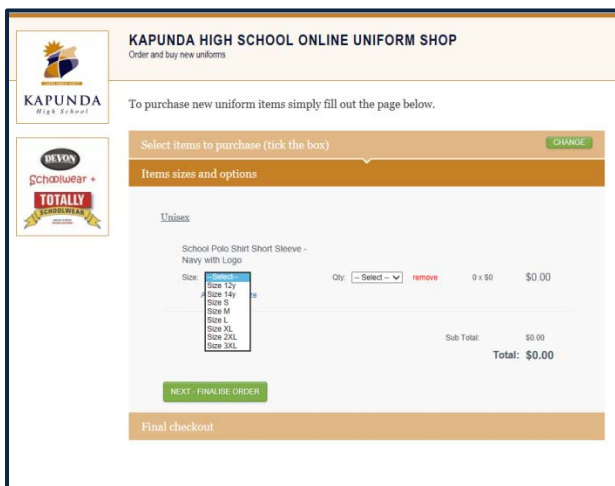 KAPUNDA
High School
DEVON
Schoolwear +
TOTALLY
SCHOOLWEAR
KAPUNDA HIGH SCHOOL ONLINE UNIFORM SHOP
Order and buy new uniforms
To purchase new uniform items simply fill out the page below.
Select items to purchase (tick the box)
CHANGE
Items sizes and options
Unisex
School Polo Shirt Short Sleeve -
Navy with Logo
Size: --Select--
Qty: -- Select -- remove 0 x $0 $0.00
Size 12y
Size 14y
Size S
Size M
Size L
Size XL
Size 2XL
Size 3XL
Sub Total: $0.00
Total: $0.00
NEXT - FINALISE ORDER
Final checkout